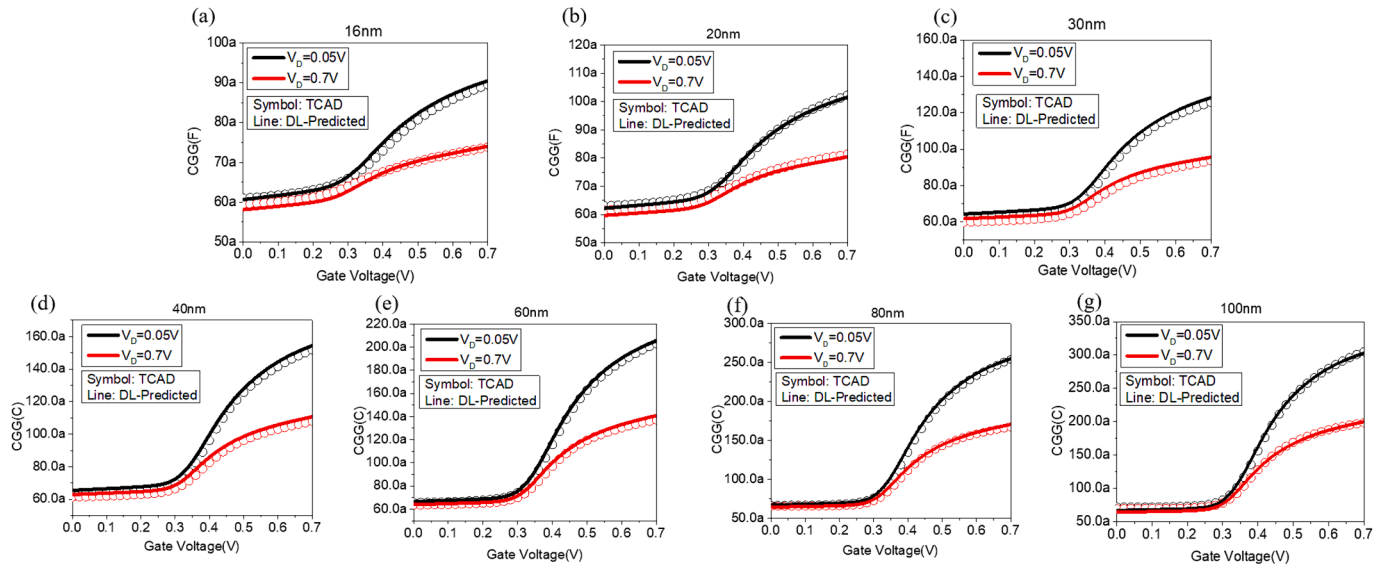 (a)
16nm
100a
90a
80a
70a
60a
50a
CGG(F)
V_D=0.05V
V_D=0.7V
Symbol: TCAD
Line: DL-Predicted
0.0 0.1 0.2 0.3 0.4 0.5 0.6 0.7
Gate Voltage(V)
(b)
20nm
120a
110a
100a
90a
80a
70a
60a
50a
CGG(F)
V_D=0.05V
V_D=0.7V
Symbol: TCAD
Line: DL-Predicted
0.0 0.1 0.2 0.3 0.4 0.5 0.6 0.7
Gate Voltage(V)
(c)
30nm
160.0a
140.0a
120.0a
100.0a
80.0a
60.0a
CGG(F)
V_D=0.05V
V_D=0.7V
Symbol: TCAD
Line: DL-Predicted
0.0 0.1 0.2 0.3 0.4 0.5 0.6 0.7
Gate Voltage(V)
(d)
40nm
160.0a
140.0a
120.0a
100.0a
80.0a
60.0a
CGG(C)
V_D=0.05V
V_D=0.7V
Symbol: TCAD
Line: DL-Predicted
0.0 0.1 0.2 0.3 0.4 0.5 0.6 0.7
Gate Voltage(V)
(e)
60nm
220.0a
200.0a
180.0a
160.0a
140.0a
120.0a
100.0a
80.0a
60.0a
CGG(C)
V_D=0.05V
V_D=0.7V
Symbol: TCAD
Line: DL-Predicted
0.0 0.1 0.2 0.3 0.4 0.5 0.6 0.7
Gate Voltage(V)
(f)
80nm
300.0a
250.0a
200.0a
150.0a
100.0a
50.0a
CGG(C)
V_D=0.05V
V_D=0.7V
Symbol: TCAD
Line: DL-Predicted
0.0 0.1 0.2 0.3 0.4 0.5 0.6 0.7
Gate Voltage(V)
(g)
100nm
350.0a
300.0a
250.0a
200.0a
150.0a
100.0a
50.0a
CGG(C)
V_D=0.05V
V_D=0.7V
Symbol: TCAD
Line: DL-Predicted
0.0 0.1 0.2 0.3 0.4 0.5 0.6 0.7
Gate Voltage(V)